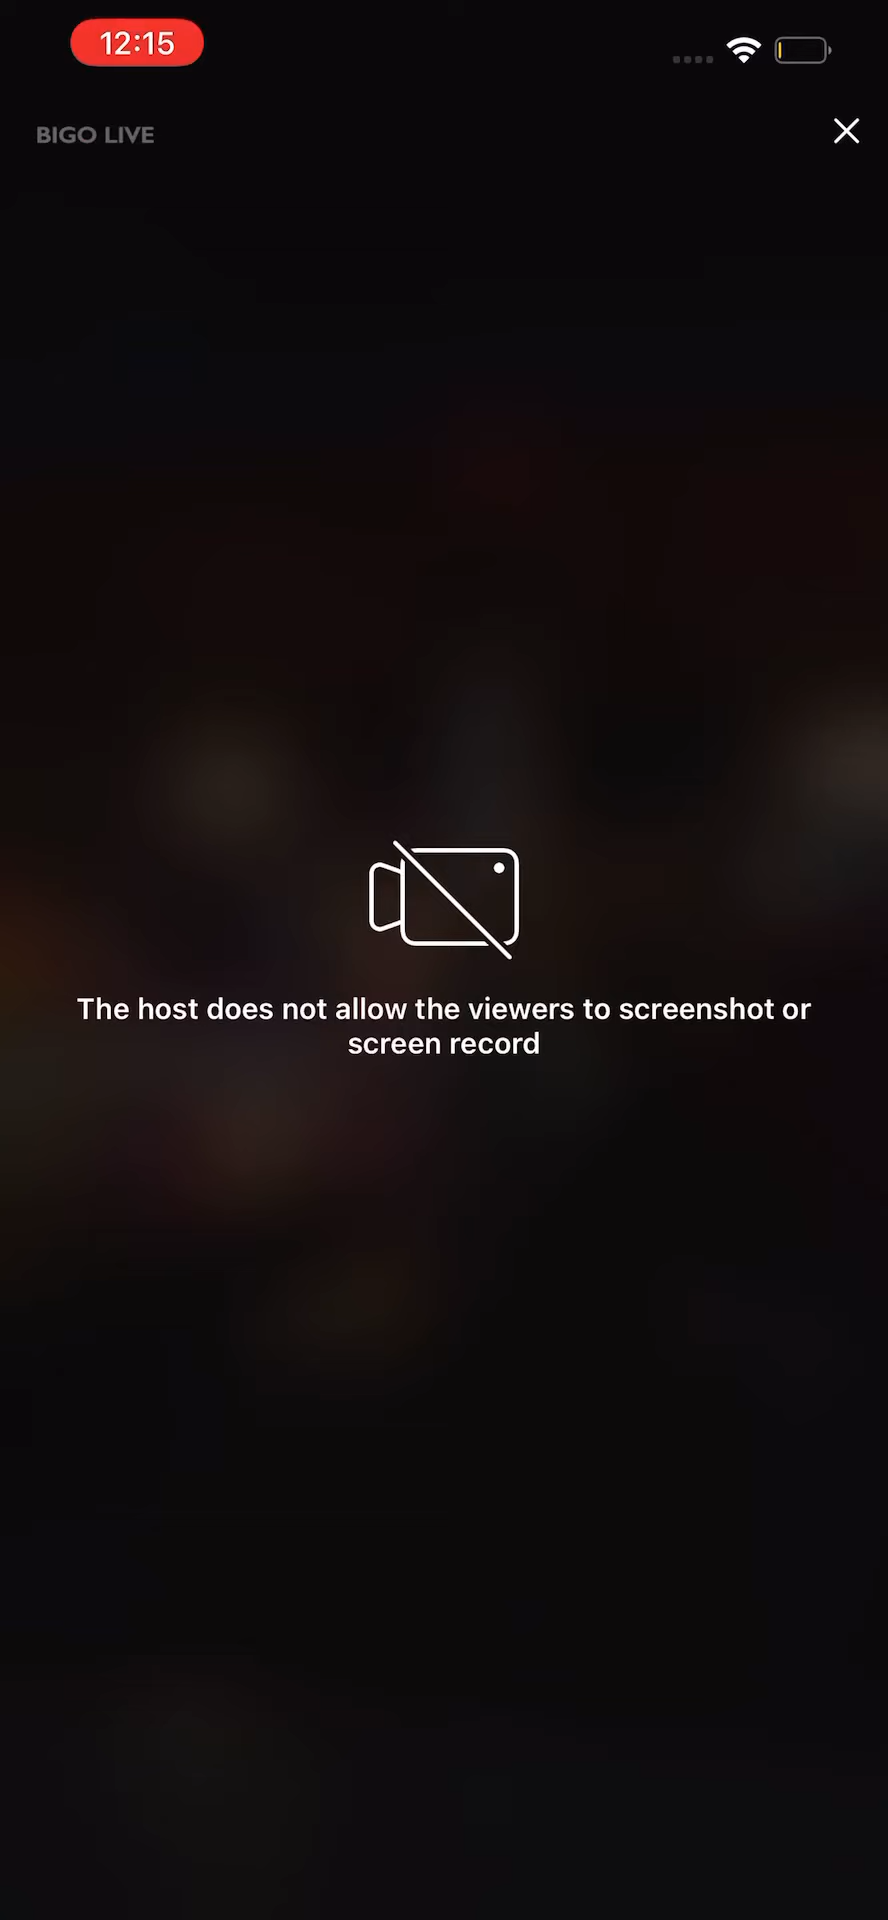 12:15
BIGO LIVE
The host does not allow the viewers to screenshot or
screen record